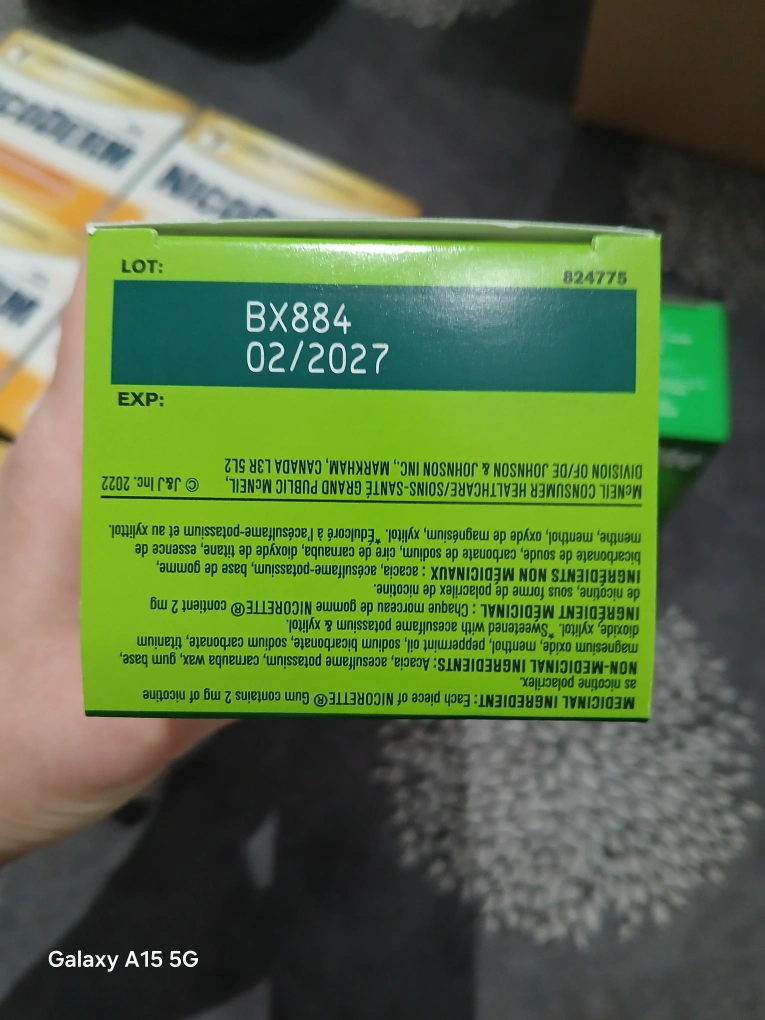 NICODERM
NICOD
LOT:
824775
BX884
02/2027
EXP:
MEDICINAL INGREDIENT: Each piece of NICORETTE® Gum contains 2 mg of nicotine
as nicotine polacrilex.
NON-MEDICINAL INGREDIENTS: Acacia, acesulfame potassium, carnauba wax, gum base,
magnesium oxide, menthol, peppermint oil, sodium bicarbonate, sodium carbonate, titanium
dioxide, xylitol. *Sweetened with acesulfame potassium & xylitol.
INGRÉDIENT MÉDICINAL : Chaque morceau de gomme NICORETTE® contient 2 mg
de nicotine, sous forme de polacrilex de nicotine.
INGRÉDIENTS NON MÉDICINAUX : acacia, acésulfame-potassium, base de gomme,
bicarbonate de soude, carbonate de sodium, cire de carnauba, dioxyde de titane, essence de
menthe, menthol, oxyde de magnésium, xylitol. *Édulcoré à l'acésulfame-potassium et au xylittol.
McNEIL CONSUMER HEALTHCARE/SOINS-SANTÉ GRAND PUBLIC McNEIL,
DIVISION OF/DE JOHNSON & JOHNSON INC., MARKHAM, CANADA L3R 5L2
© J&J Inc. 2022
Galaxy A15 5G